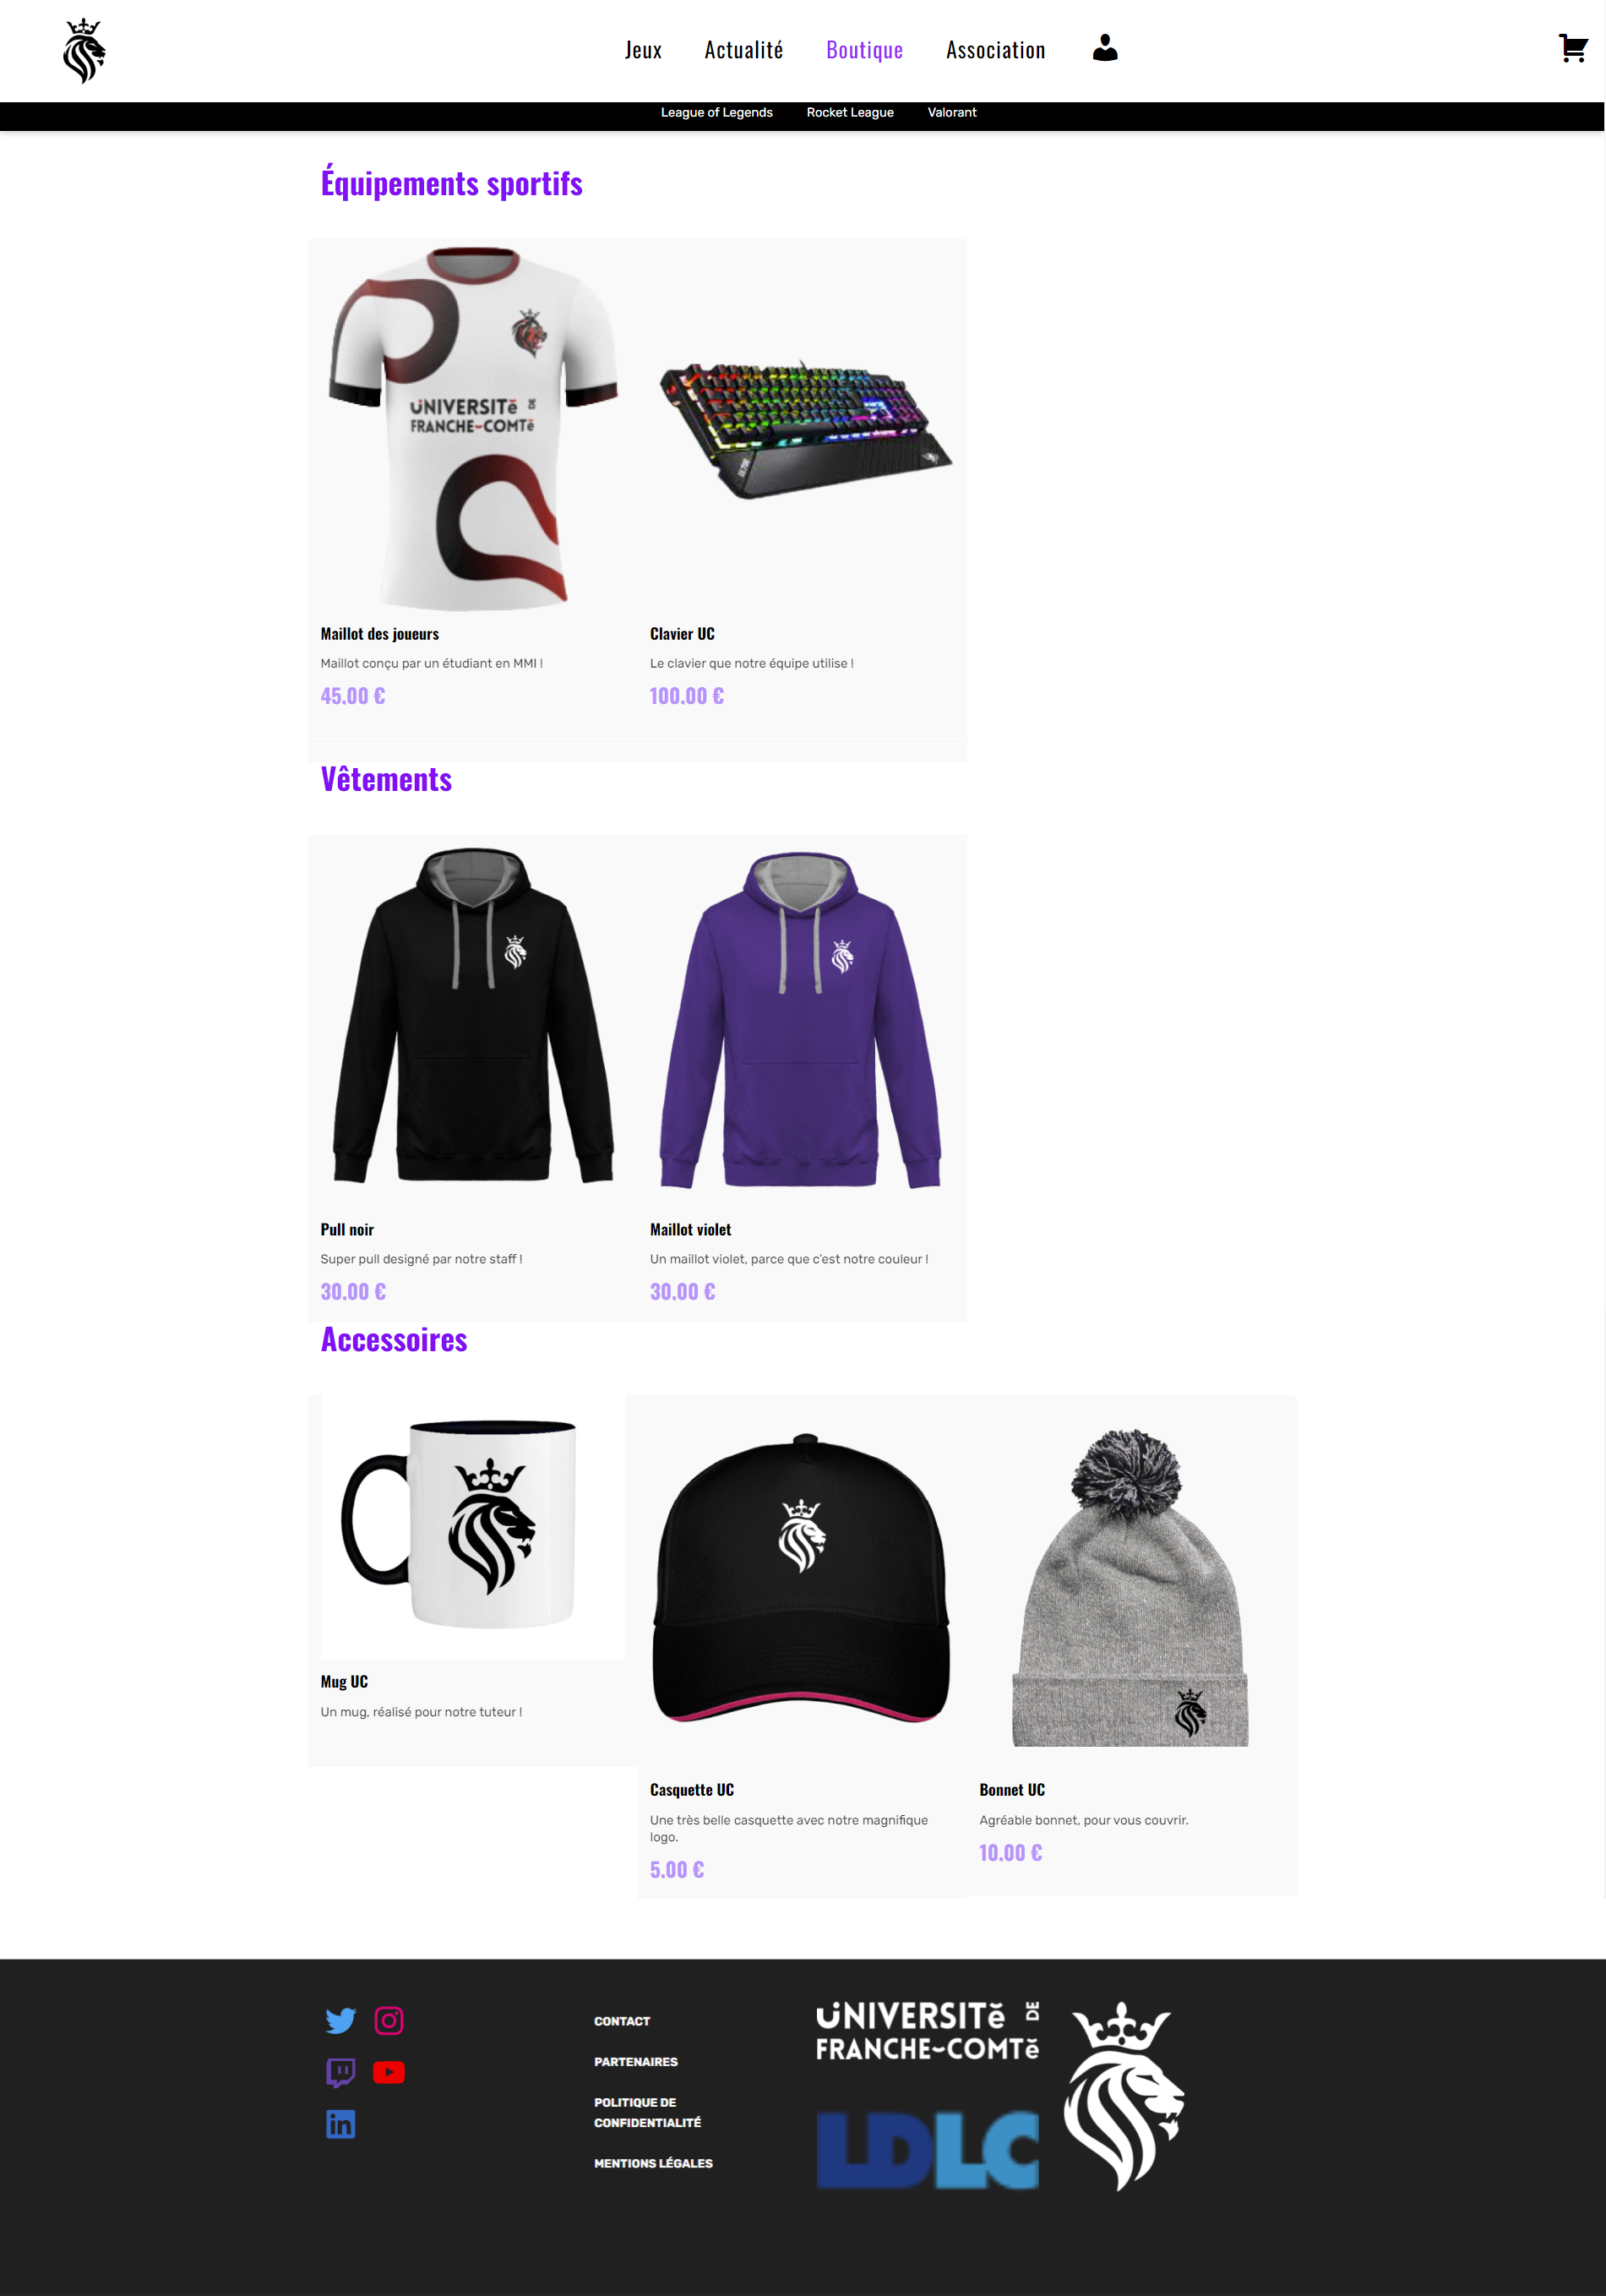 Jeux Actualité Boutique Association
League of Legends Rocket League Valorant
Équipements sportifs
UNIVERSITĕ DE
FRANCHE-COMTĕ
Maillot des joueurs
Maillot conçu par un étudiant en MMI !
45,00 €
Clavier UC
Le clavier que notre équipe utilise !
100,00 €
Vêtements
Pull noir
Super pull designé par notre staff !
30,00 €
Maillot violet
Un maillot violet, parce que c'est notre couleur !
30,00 €
Accessoires
Mug UC
Un mug, réalisé pour notre tuteur !
Casquette UC
Une très belle casquette avec notre magnifique
logo.
5,00 €
Bonnet UC
Agréable bonnet, pour vous couvrir.
10,00 €
in
CONTACT
PARTENAIRES
POLITIQUE DE
CONFIDENTIALITÉ
MENTIONS LÉGALES
UNIVERSITĕ DE
FRANCHE-COMTĕ
LDLC